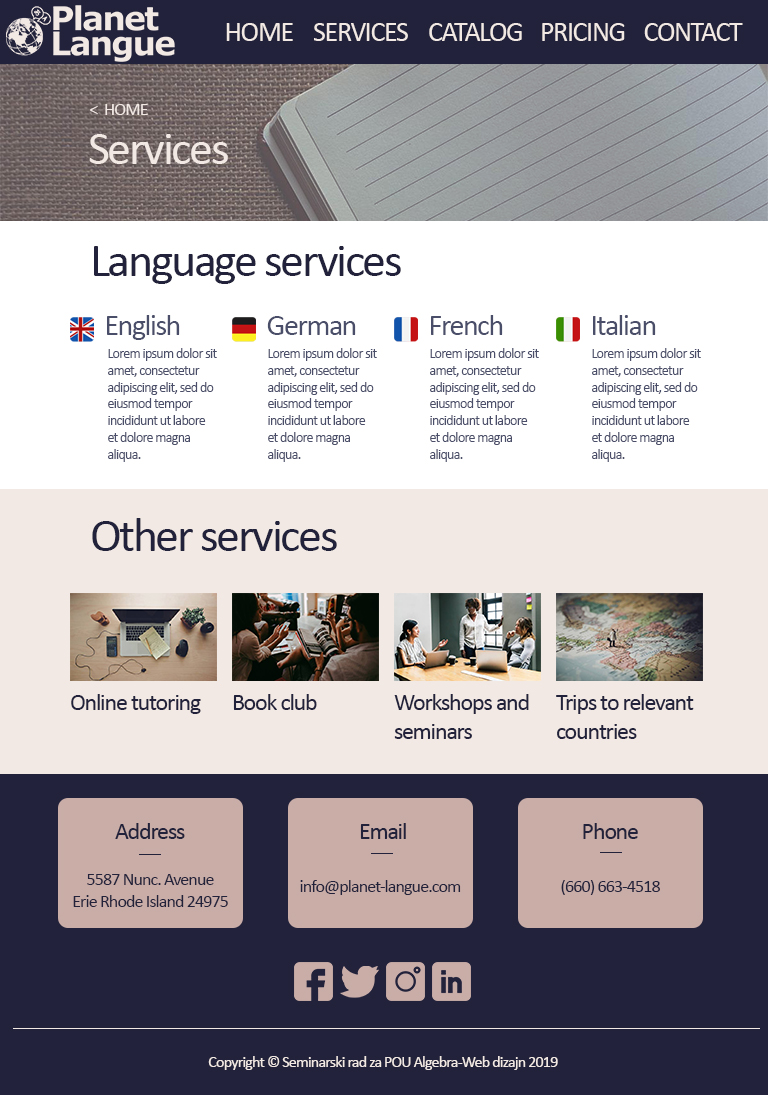 Planet
Langue
HOME SERVICES CATALOG PRICING CONTACT
< HOME
Services
Language services
English
Lorem ipsum dolor sit
amet, consectetur
adipiscing elit, sed do
eiusmod tempor
incididunt ut labore
et dolore magna
aliqua.
German
Lorem ipsum dolor sit
amet, consectetur
adipiscing elit, sed do
eiusmod tempor
incididunt ut labore
et dolore magna
aliqua.
French
Lorem ipsum dolor sit
amet, consectetur
adipiscing elit, sed do
eiusmod tempor
incididunt ut labore
et dolore magna
aliqua.
Italian
Lorem ipsum dolor sit
amet, consectetur
adipiscing elit, sed do
eiusmod tempor
incididunt ut labore
et dolore magna
aliqua.
Other services
Online tutoring
Book club
Workshops and
seminars
Trips to relevant
countries
Address
5587 Nunc. Avenue
Erie Rhode Island 24975
Email
info@planet-langue.com
Phone
(660) 663-4518
Copyright © Seminarski rad za POU Algebra-Web dizajn 2019